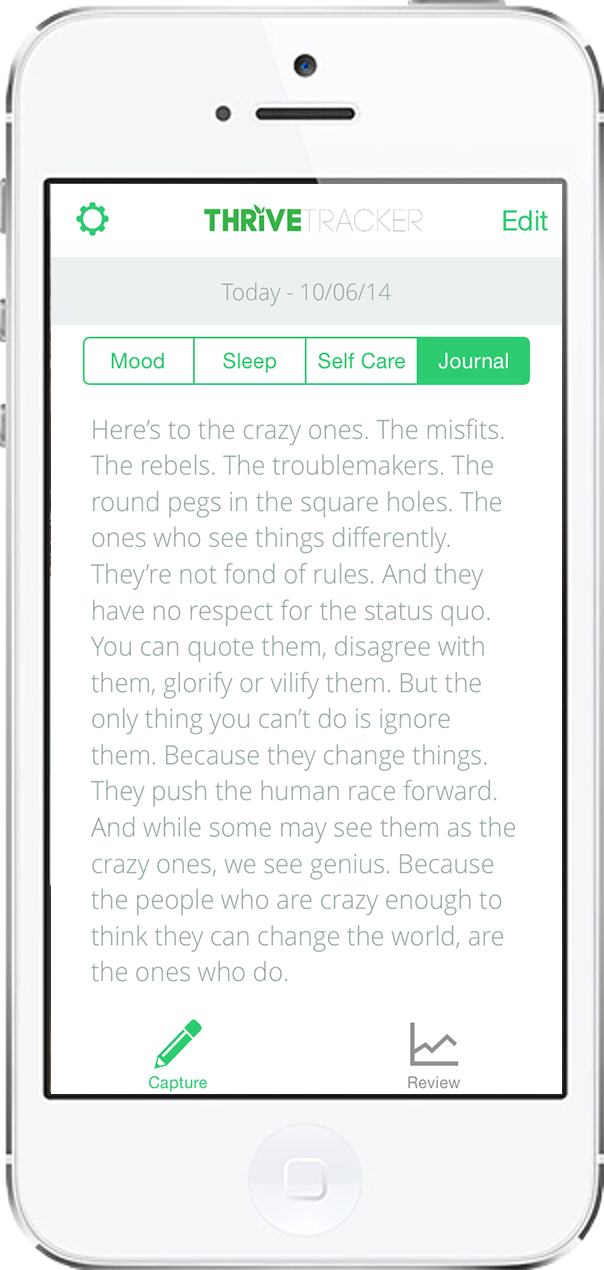 THRIVETRACKER
Edit
Today - 10/06/14
Mood
Sleep
Self Care
Journal
Here’s to the crazy ones. The misfits.
The rebels. The troublemakers. The
round pegs in the square holes. The
ones who see things differently.
They’re not fond of rules. And they
have no respect for the status quo.
You can quote them, disagree with
them, glorify or vilify them. But the
only thing you can’t do is ignore
them. Because they change things.
They push the human race forward.
And while some may see them as the
crazy ones, we see genius. Because
the people who are crazy enough to
think they can change the world, are
the ones who do.
Capture
Review